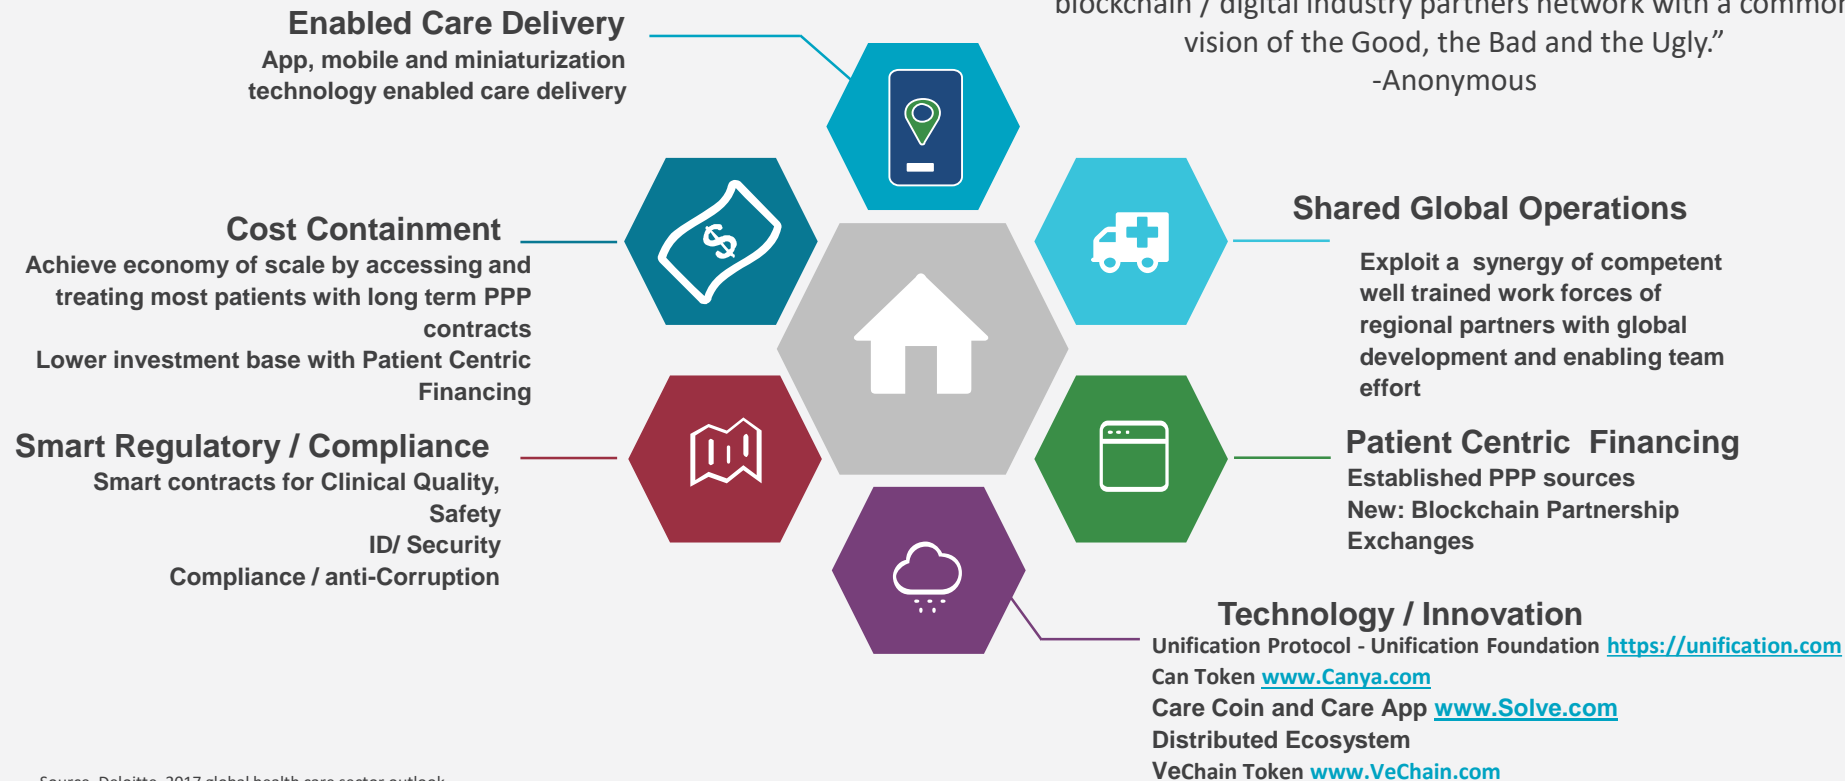 blockchain / digital industry partners network with a common
vision of the Good, the Bad and the Ugly.”
-Anonymous
Enabled Care Delivery
App, mobile and miniaturization
technology enabled care delivery
Cost Containment
Achieve economy of scale by accessing and
treating most patients with long term PPP
contracts
Lower investment base with Patient Centric
Financing
$
Shared Global Operations
Exploit a  synergy of competent
well trained work forces of
regional partners with global
development and enabling team
effort
Smart Regulatory / Compliance
Smart contracts for Clinical Quality,
Safety
ID/ Security
Compliance / anti-Corruption
Patient Centric  Financing
Established PPP sources
New: Blockchain Partnership
Exchanges
Technology / Innovation
Unification Protocol - Unification Foundation https://unification.com
Can Token www.Canya.com
Care Coin and Care App www.Solve.com
Distributed Ecosystem
VeChain Token www.VeChain.com
Source  Deloitte  2017 global health care sector outlook